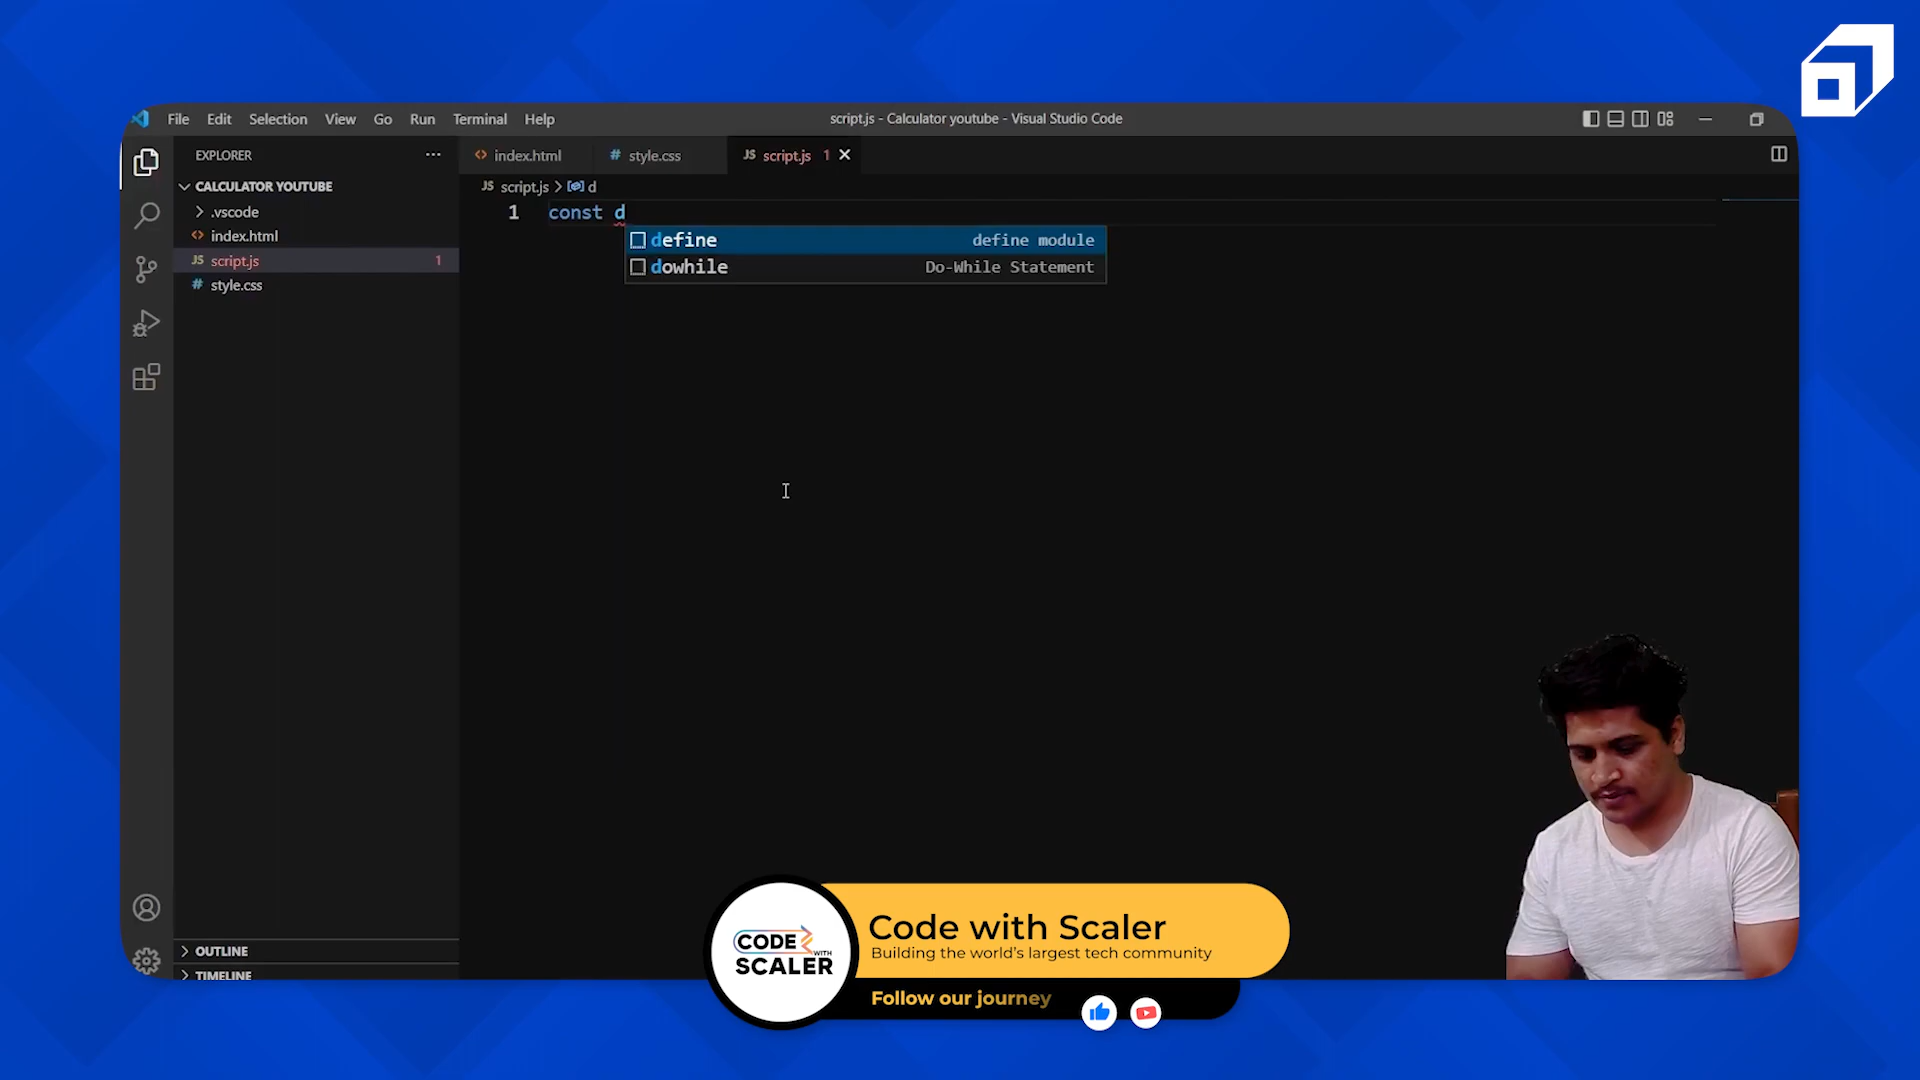 File Edit Selection View Go Run Terminal Help
script.js - Calculator youtube - Visual Studio Code
EXPLORER
index.html
style.css
JS script.js 1
CALCULATOR YOUTUBE
JS script.js > d
.vscode
1 const d
index.html
define define module
JS script.js 1
dowhile Do-While Statement
# style.css
OUTLINE
TIMELINE
CODE
WITH
SCALER
Code with Scaler
Building the world's largest tech community
Follow our journey